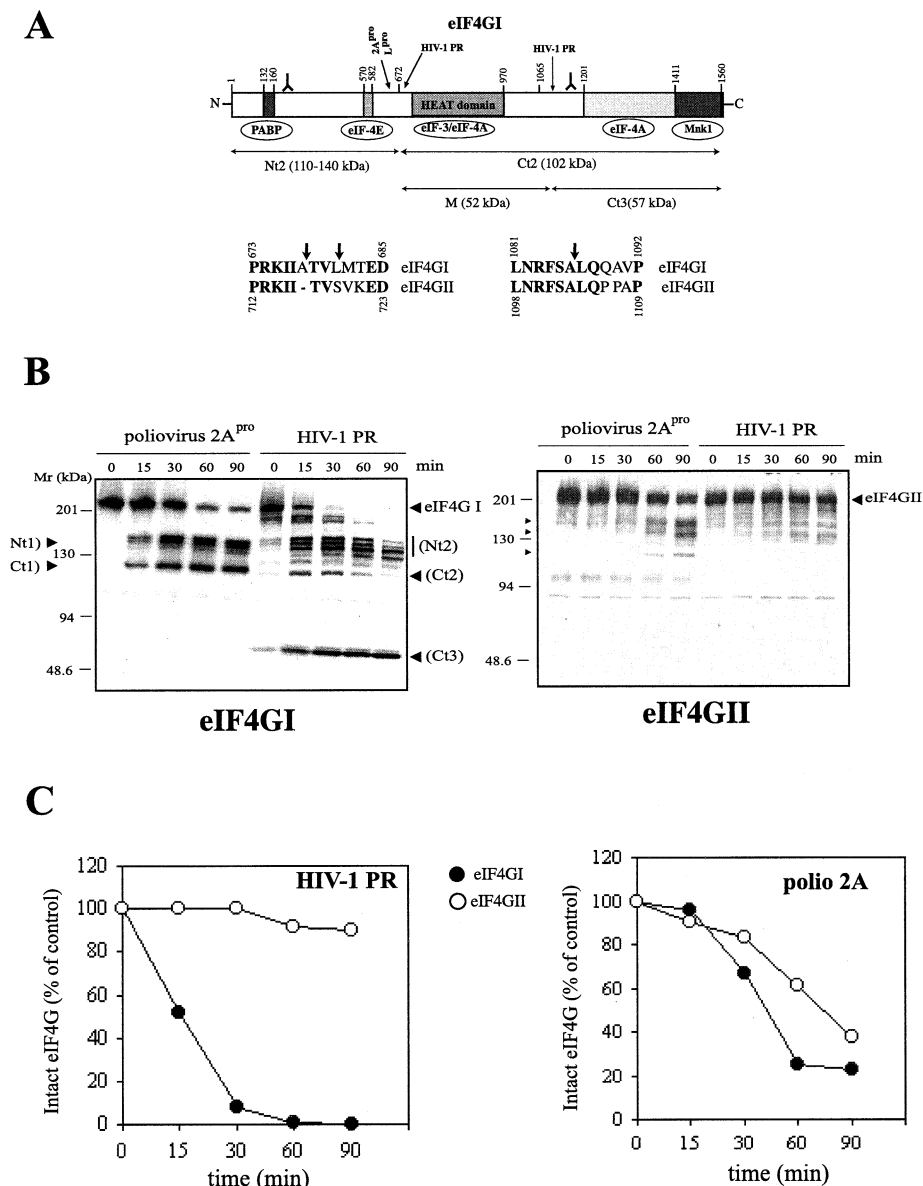 A
eIF4GI
2A pro
L pro
HIV-1 PR
HIV-1 PR
1
132
160
570
582
672
970
1065
1201
1411
1560
N
HEAT domain
C
PABP
eIF-4E
eIF-3/eIF-4A
eIF-4A
Mnk1
Nt2 (110-140 kDa)
Ct2 (102 kDa)
M (52 kDa)
Ct3(57 kDa)
673
685
1081
1092
PRKIIATVLMTED eIF4GI
LNRFSALQQAVP eIF4GI
PRKII-TVSVKED eIF4GII
LNRFSALQPPAP eIF4GII
712
723
1098
1109
B
poliovirus 2A pro
HIV-1 PR
0 15 30 60 90 0 15 30 60 90 min
Mr (kDa)
201
Nt1)
130
Ct1)
94
48.6
eIF4G I
(Nt2)
(Ct2)
(Ct3)
eIF4GI
poliovirus 2A pro
HIV-1 PR
min 0 15 30 60 90 0 15 30 60 90
201
130
94
48.6
eIF4GII
eIF4GII
C
Intact eIF4G (% of control)
120
100
80
60
40
20
0
HIV-1 PR
0 15 30 60 90
time (min)
eIF4GI
eIF4GII
Intact eIF4G (% of control)
120
100
80
60
40
20
0
polio 2A
0 15 30 60 90
time (min)